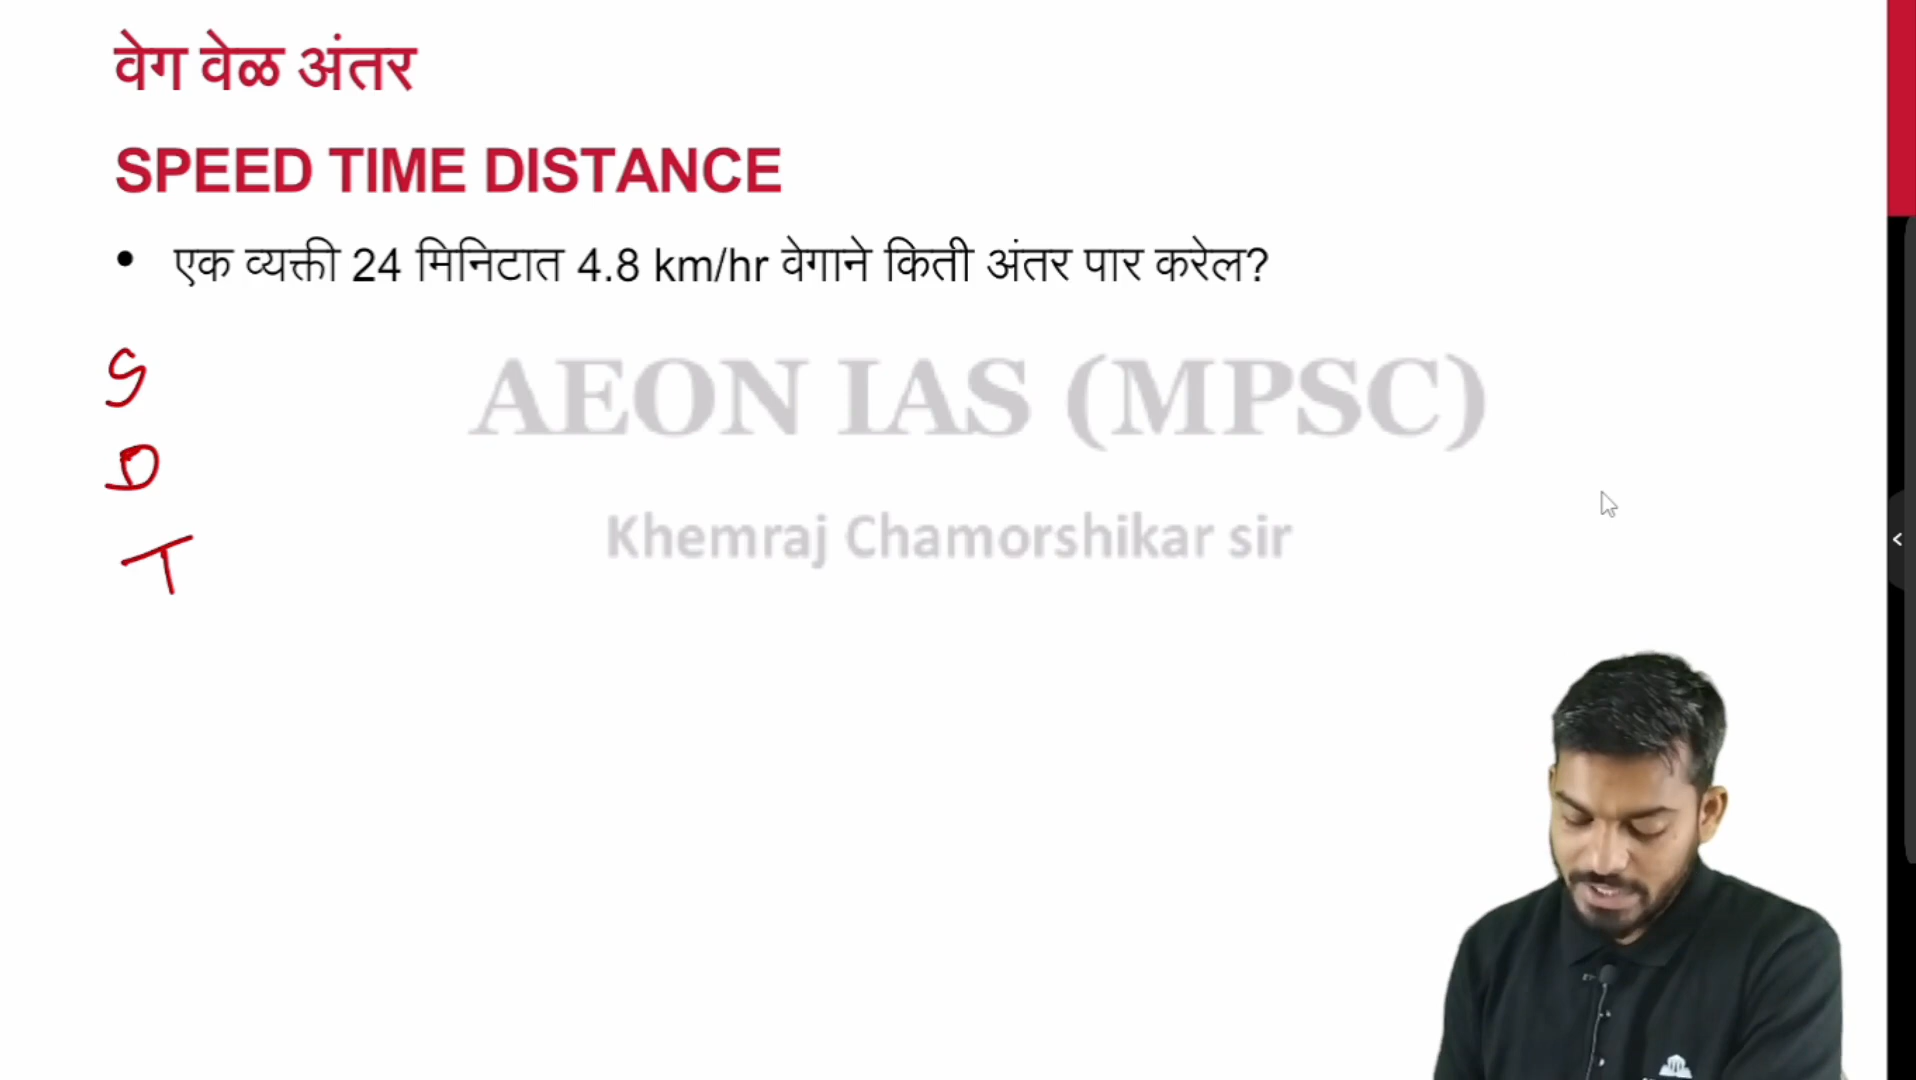 वेग वेळ अंतर
SPEED TIME DISTANCE
• एक व्यक्ती 24 मिनिटात 4.8 km/hr वेगाने किती अंतर पार करेल?
S
D
T
AEON IAS (MPSC)
Khemraj Chamorshikar sir